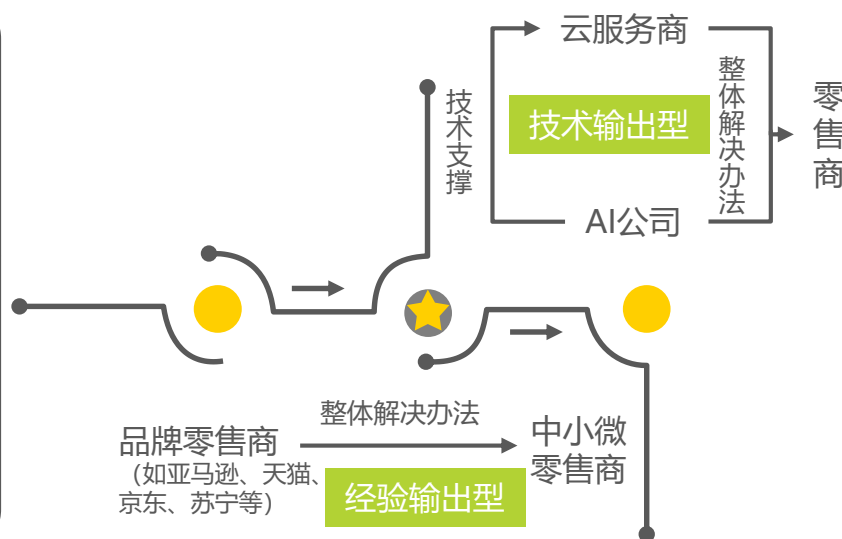 云服务商
技术支撑
技术输出型
整体解决办法
零售商
AI公司
整体解决办法
品牌零售商
（如亚马逊、天猫、
京东、苏宁等）
中小微
零售商
经验输出型